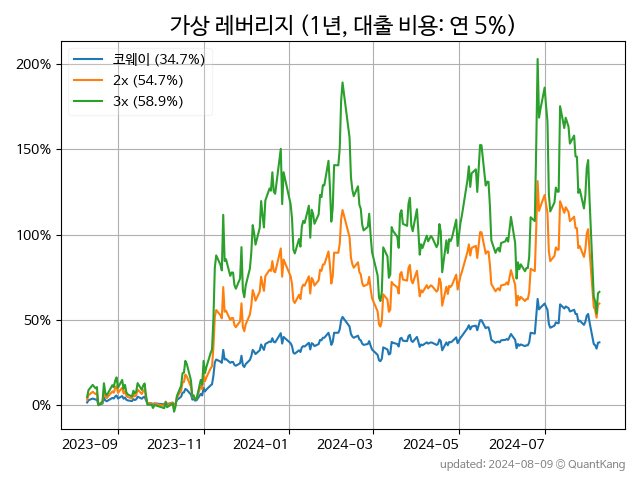 가상 레버리지 (1년, 대출 비용: 연 5%)
코웨이 (34.7%)
2x (54.7%)
3x (58.9%)
200%
150%
100%
50%
0%
2023-09 2023-11 2024-01 2024-03 2024-05 2024-07
updated: 2024-08-09 © QuantKang